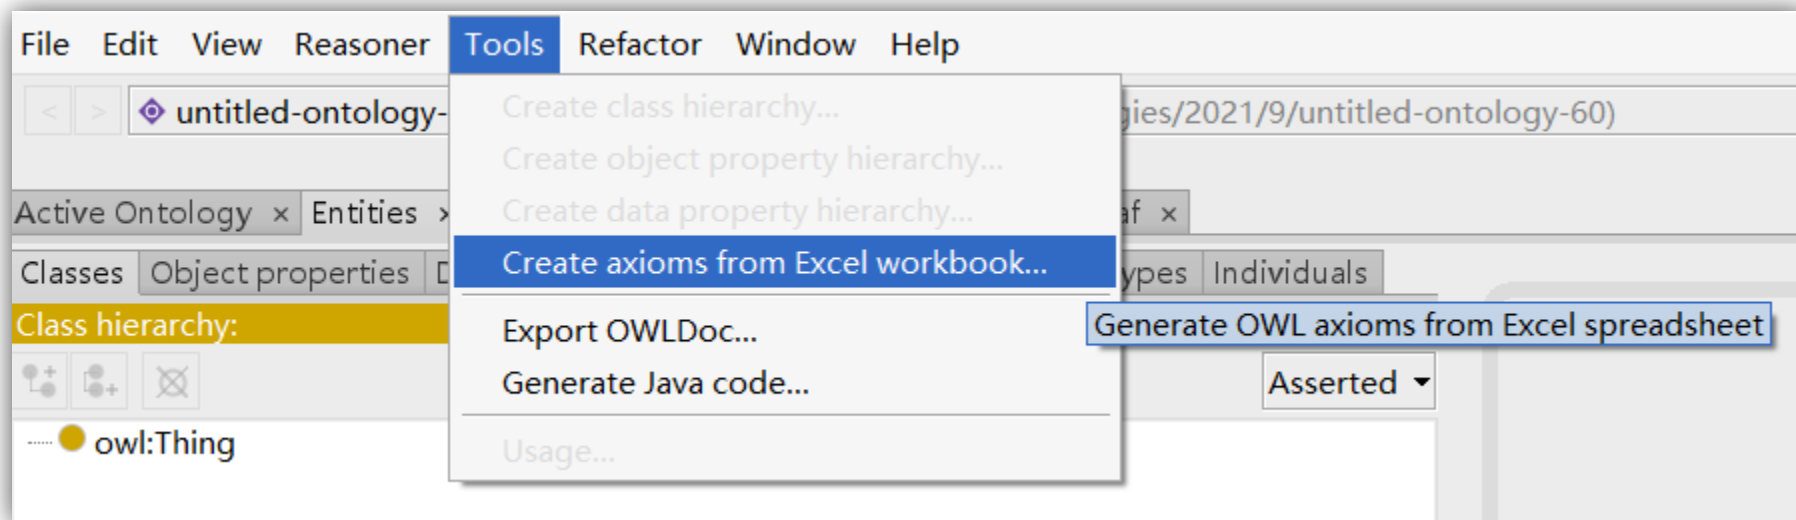 File Edit View Reasoner Tools Refactor Window Help
< > untitled-ontology- gies/2021/9/untitled-ontology-60)
Create class hierarchy...
Create object property hierarchy...
Create data property hierarchy...
Create axioms from Excel workbook...
Generate OWL axioms from Excel spreadsheet
Export OWLDoc...
Generate Java code...
Usage...
Active Ontology × Entities × af ×
Classes Object properties D ypes Individuals
Class hierarchy:
Asserted
owl:Thing